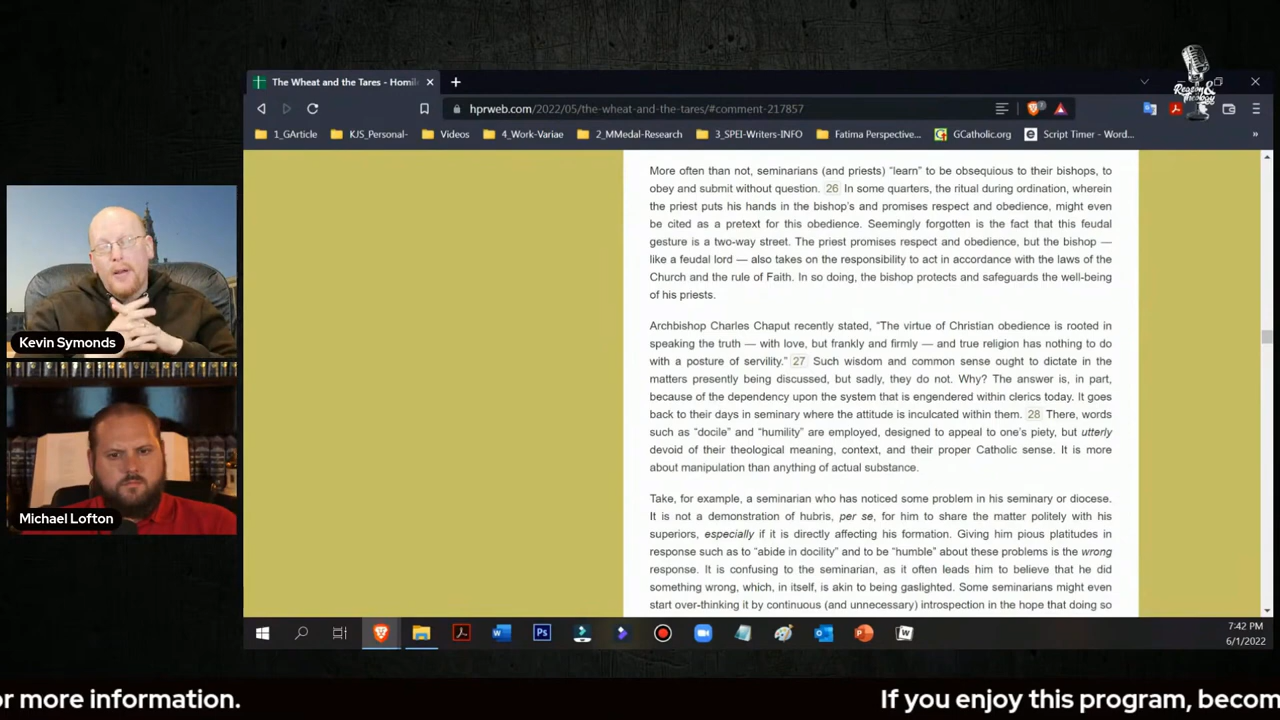 Reason & Theology
The Wheat and the Tares - Homil
hprweb.com/2022/05/the-wheat-and-the-tares/#comment-217857
1_GArticle
KJS_Personal-
Videos
4_Work-Variae
2_MMedal-Research
3_SPEI-Writers-INFO
Fatima Perspective...
GCatholic.org
Script Timer - Word...
»
More often than not, seminarians (and priests) “learn” to be obsequious to their bishops, to
obey and submit without question. 26 In some quarters, the ritual during ordination, wherein
the priest puts his hands in the bishop’s and promises respect and obedience, might even
be cited as a pretext for this obedience. Seemingly forgotten is the fact that this feudal
gesture is a two-way street. The priest promises respect and obedience, but the bishop —
like a feudal lord — also takes on the responsibility to act in accordance with the laws of the
Church and the rule of Faith. In so doing, the bishop protects and safeguards the well-being
of his priests.
Archbishop Charles Chaput recently stated, “The virtue of Christian obedience is rooted in
speaking the truth — with love, but frankly and firmly — and true religion has nothing to do
with a posture of servility.” 27 Such wisdom and common sense ought to dictate in the
matters presently being discussed, but sadly, they do not. Why? The answer is, in part,
because of the dependency upon the system that is engendered within clerics today. It goes
back to their days in seminary where the attitude is inculcated within them. 28 There, words
such as “docile” and “humility” are employed, designed to appeal to one’s piety, but utterly
devoid of their theological meaning, context, and their proper Catholic sense. It is more
about manipulation than anything of actual substance.
Take, for example, a seminarian who has noticed some problem in his seminary or diocese.
It is not a demonstration of hubris, per se, for him to share the matter politely with his
superiors, especially if it is directly affecting his formation. Giving him pious platitudes in
response such as to “abide in docility” and to be “humble” about these problems is the wrong
response. It is confusing to the seminarian, as it often leads him to believe that he did
something wrong, which, in itself, is akin to being gaslighted. Some seminarians might even
start over-thinking it by continuous (and unnecessary) introspection in the hope that doing so
Kevin Symonds
Michael Lofton
7:42 PM
6/1/2022
or more information.
If you enjoy this program, becom